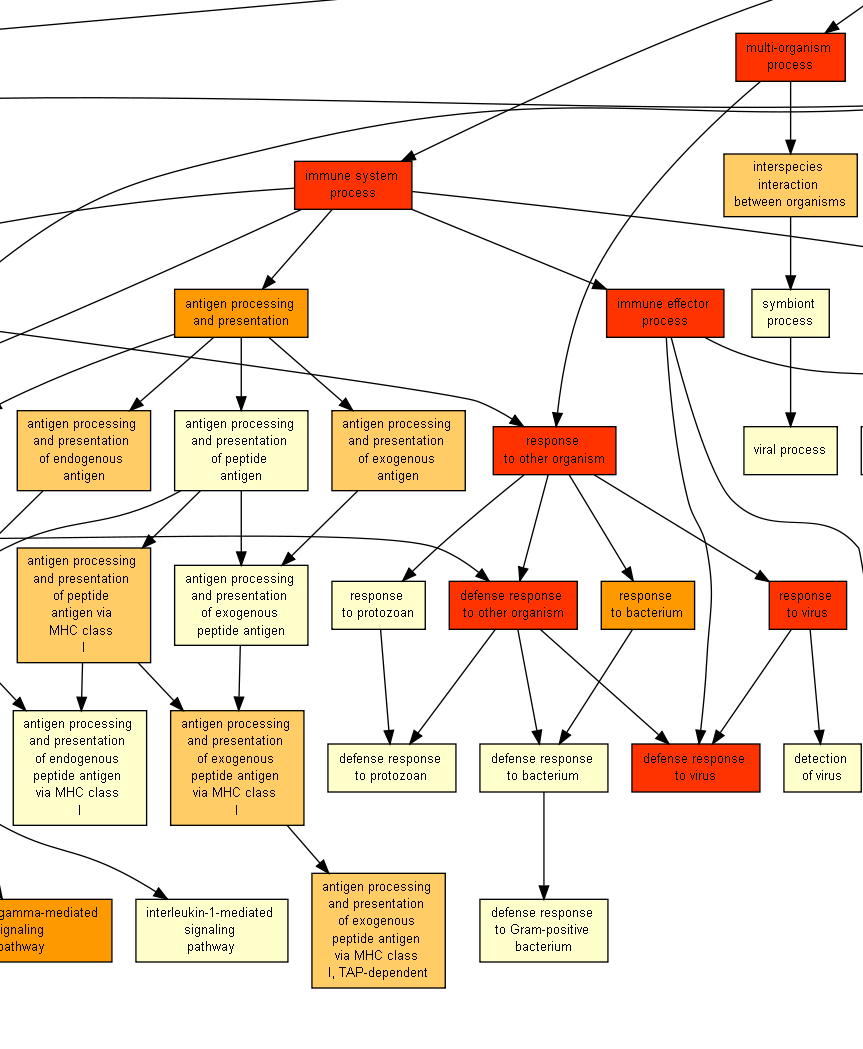 multi-organism
process
interspecies
interaction
between organisms
immune system
process
antigen processing
and presentation
immune effector
process
symbiont
process
antigen processing
and presentation
of endogenous
antigen
antigen processing
and presentation
of peptide
antigen
antigen processing
and presentation
of exogenous
antigen
response
to other organism
viral process
antigen processing
and presentation
of peptide
antigen via
MHC class
I
antigen processing
and presentation
of exogenous
peptide antigen
response
to protozoan
defense response
to other organism
response
to bacterium
response
to virus
antigen processing
and presentation
of endogenous
peptide antigen
via MHC class
I
antigen processing
and presentation
of exogenous
peptide antigen
via MHC class
I
defense response
to protozoan
defense response
to bacterium
defense response
to virus
detection
of virus
gamma-mediated
ignaling
pathway
interleukin-1-mediated
signaling
pathway
antigen processing
and presentation
of exogenous
peptide antigen
via MHC class
I, TAP-dependent
defense response
to Gram-positive
bacterium